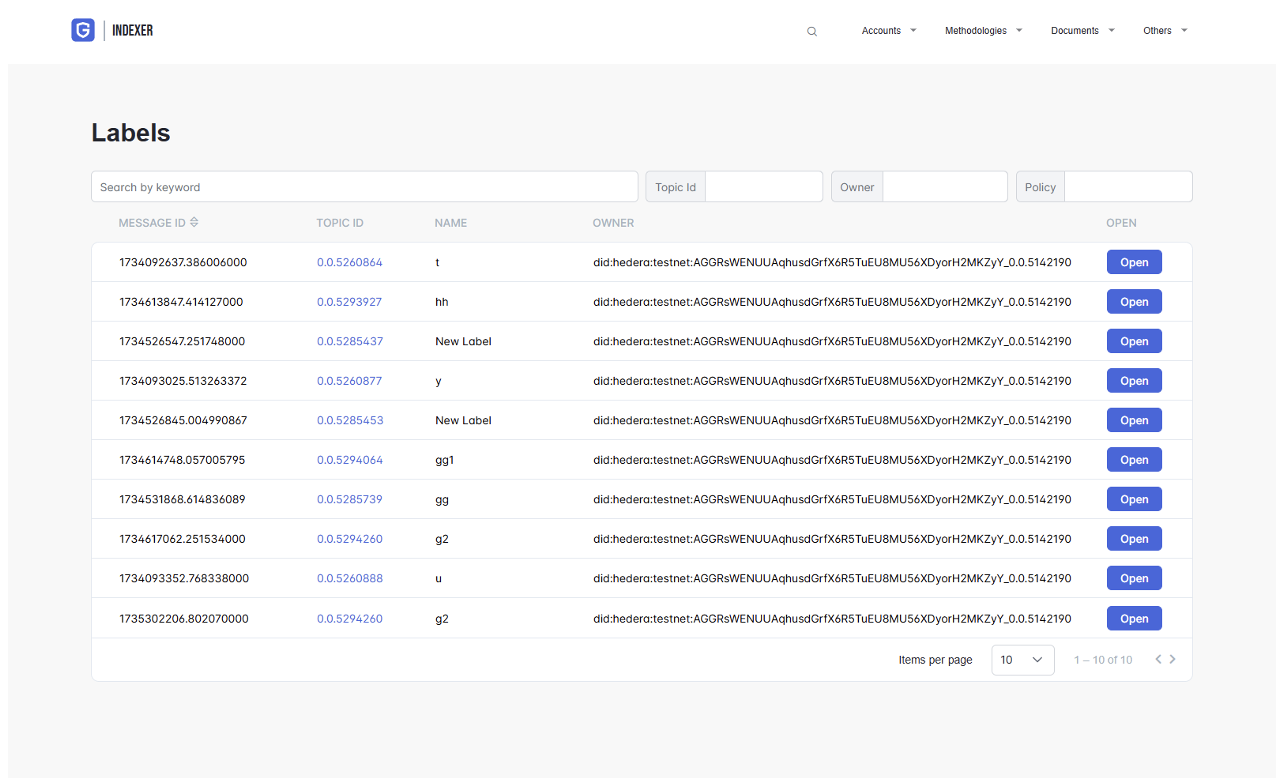 INDEXER Accounts Methodologies Documents Others
Labels
Search by keyword Topic Id Owner Policy
MESSAGE ID TOPIC ID NAME OWNER OPEN
1734092637.386006000 0.0.5260864 t did:hedera:testnet:AGGRsWENUUAqhusdGrfX6R5TuEU8MU56XDyorH2MKZyY_0.0.5142190 Open
1734613847.414127000 0.0.5293927 hh did:hedera:testnet:AGGRsWENUUAqhusdGrfX6R5TuEU8MU56XDyorH2MKZyY_0.0.5142190 Open
1734526547.251748000 0.0.5285437 New Label did:hedera:testnet:AGGRsWENUUAqhusdGrfX6R5TuEU8MU56XDyorH2MKZyY_0.0.5142190 Open
1734093025.513263372 0.0.5260877 y did:hedera:testnet:AGGRsWENUUAqhusdGrfX6R5TuEU8MU56XDyorH2MKZyY_0.0.5142190 Open
1734526845.004990867 0.0.5285453 New Label did:hedera:testnet:AGGRsWENUUAqhusdGrfX6R5TuEU8MU56XDyorH2MKZyY_0.0.5142190 Open
1734614748.057005795 0.0.5294064 gg1 did:hedera:testnet:AGGRsWENUUAqhusdGrfX6R5TuEU8MU56XDyorH2MKZyY_0.0.5142190 Open
1734531868.614836089 0.0.5285739 gg did:hedera:testnet:AGGRsWENUUAqhusdGrfX6R5TuEU8MU56XDyorH2MKZyY_0.0.5142190 Open
1734617062.251534000 0.0.5294260 g2 did:hedera:testnet:AGGRsWENUUAqhusdGrfX6R5TuEU8MU56XDyorH2MKZyY_0.0.5142190 Open
1734093352.768338000 0.0.5260888 u did:hedera:testnet:AGGRsWENUUAqhusdGrfX6R5TuEU8MU56XDyorH2MKZyY_0.0.5142190 Open
1735302206.802070000 0.0.5294260 g2 did:hedera:testnet:AGGRsWENUUAqhusdGrfX6R5TuEU8MU56XDyorH2MKZyY_0.0.5142190 Open
Items per page 10 1 – 10 of 10